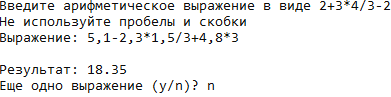 Введите арифметическое выражение в виде 2+3*4/3-2
Не используйте пробелы и скобки
Выражение: 5,1-2,3*1,5/3+4,8*3
Результат: 18.35
Еще одно выражение (y/n)? n